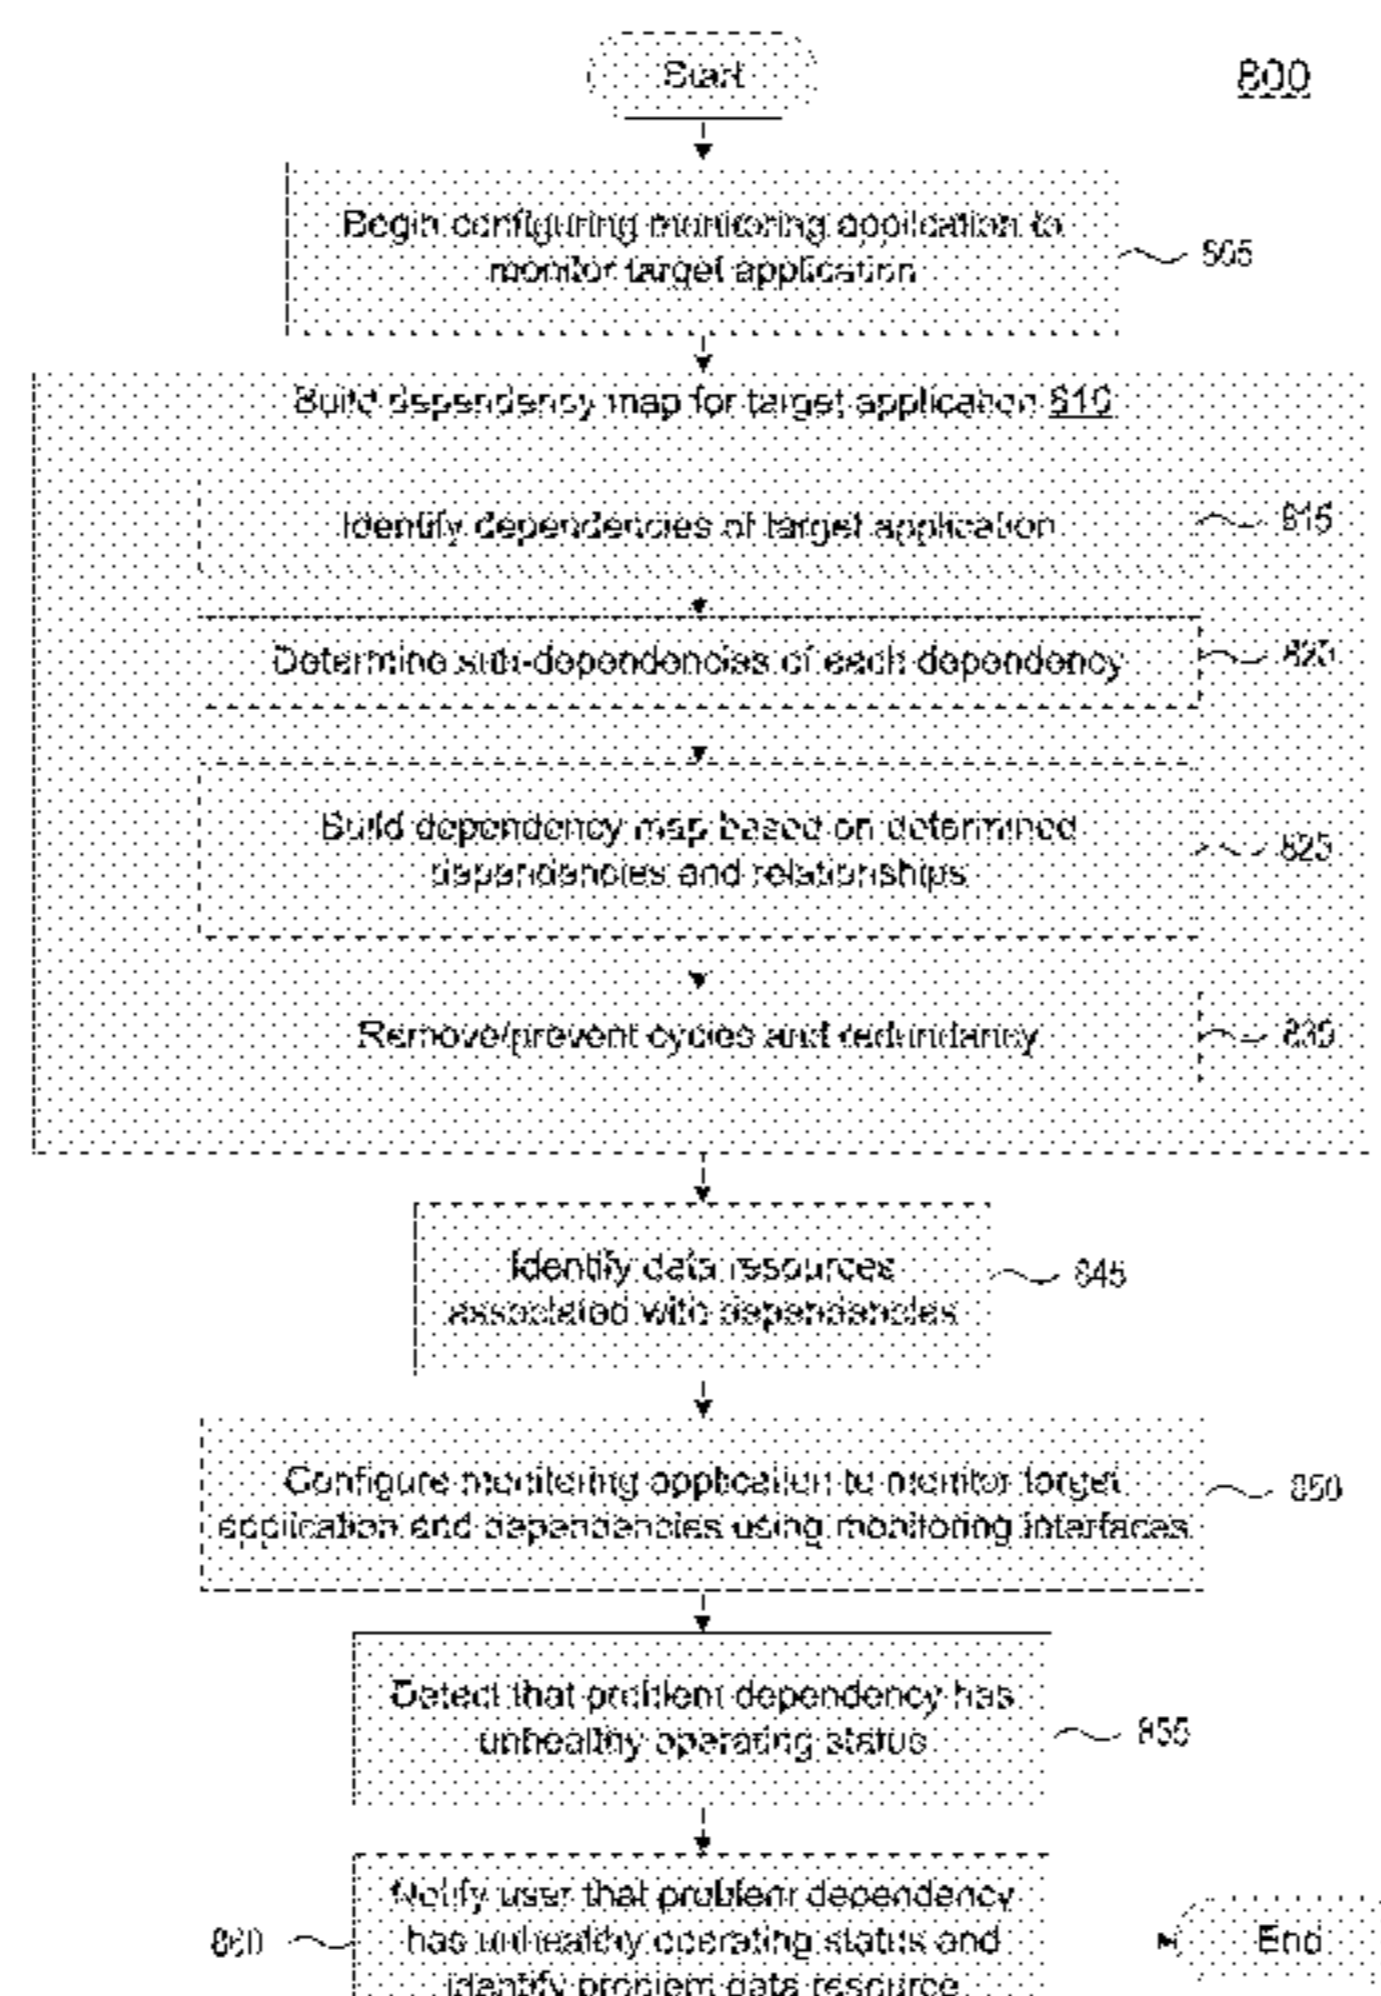 Start
800
Begin configuring monitoring application to
monitor target application
805
Build dependency map for target application 810
Identify dependencies of target application
815
Determine sub-dependencies of each dependency
820
Build dependency map based on determined
dependencies and relationships
825
Remove/prevent cycles and redundancy
830
Identify data resources
associated with dependencies
845
Configure monitoring application to monitor target
application and dependencies using monitoring interfaces
850
Detect that problem dependency has
unhealthy operating status
855
Notify user that problem dependency
has unhealthy operating status and
identify problem data resource
860
End